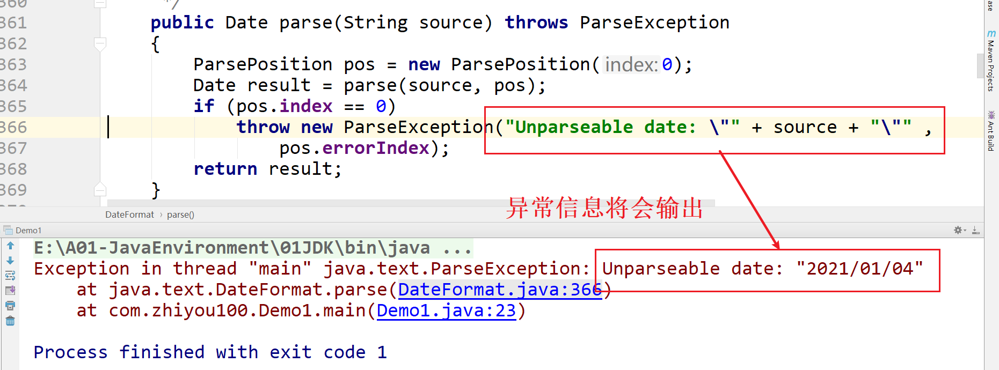 360 */
361 public Date parse(String source) throws ParseException
362 {
363 ParsePosition pos = new ParsePosition( index: 0);
364 Date result = parse(source, pos);
365 if (pos.index == 0)
366 throw new ParseException("Unparseable date: \"" + source + "\"" ,
367 pos.errorIndex);
368 return result;
369 }
370
异常信息将会输出
DateFormat › parse()
Demo1
E:\A01-JavaEnvironment\01JDK\bin\java ...
Exception in thread "main" java.text.ParseException: Unparseable date: "2021/01/04"
at java.text.DateFormat.parse(DateFormat.java:366)
at com.zhiyou100.Demo1.main(Demo1.java:23)
Process finished with exit code 1
ase
m Maven Projects
Ant Build